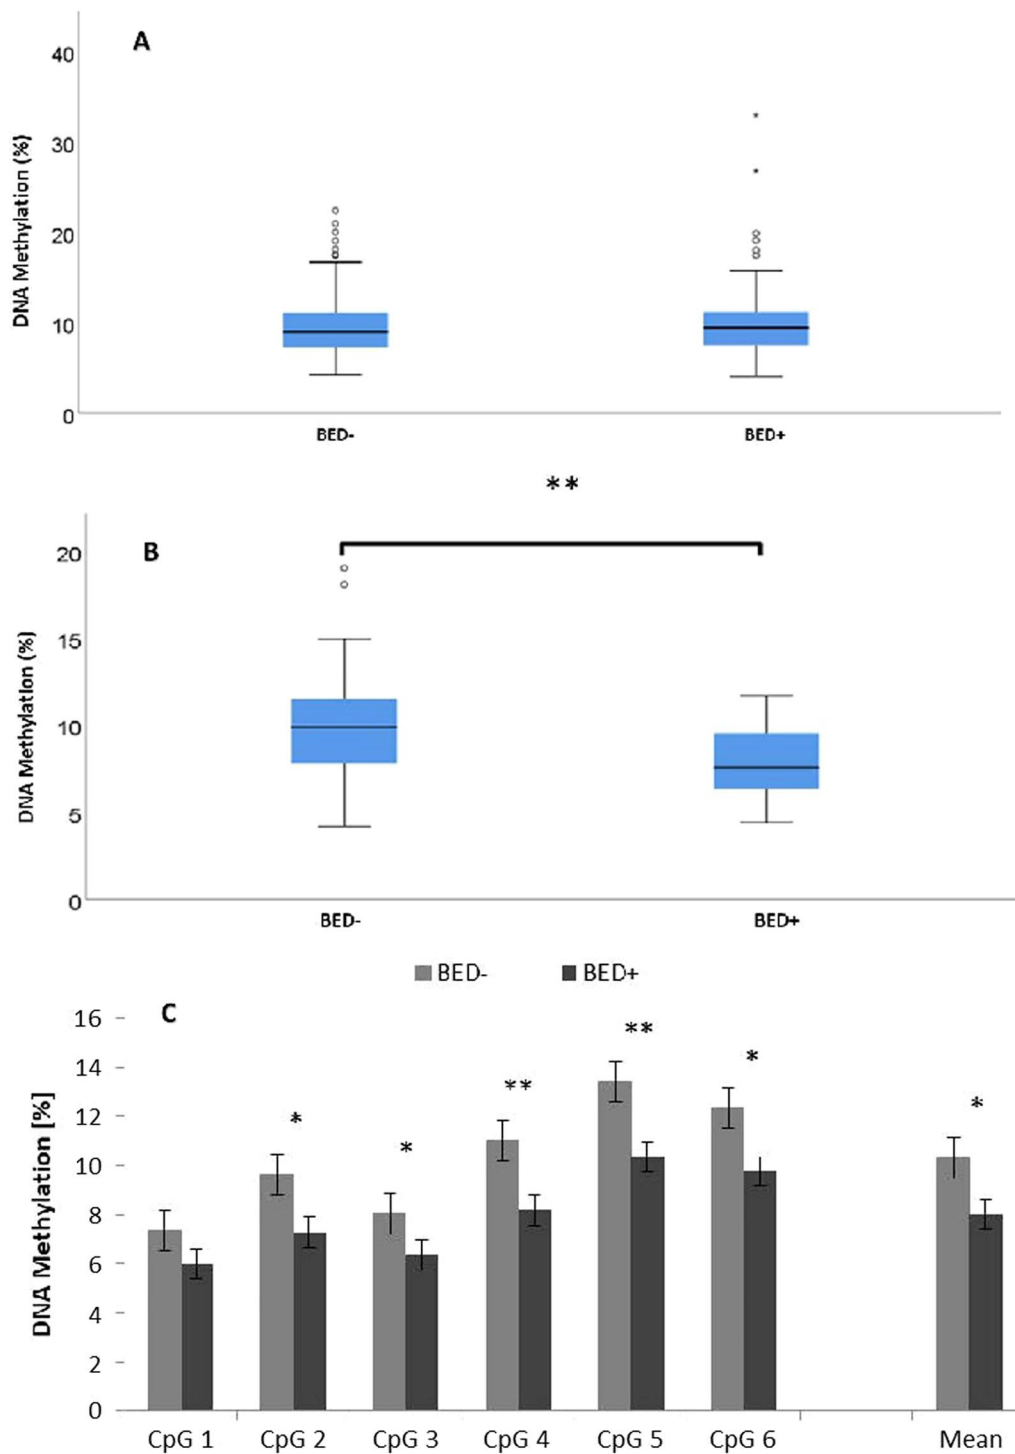 A
DNA Methylation (%)
40
30
20
10
0
BED-
BED+
**
B
DNA Methylation (%)
20
15
10
5
0
BED-
BED+
BED-
BED+
C
DNA Methylation [%]
16
14
12
10
8
6
4
2
0
*
*
**
**
*
*
CpG 1
CpG 2
CpG 3
CpG 4
CpG 5
CpG 6
Mean